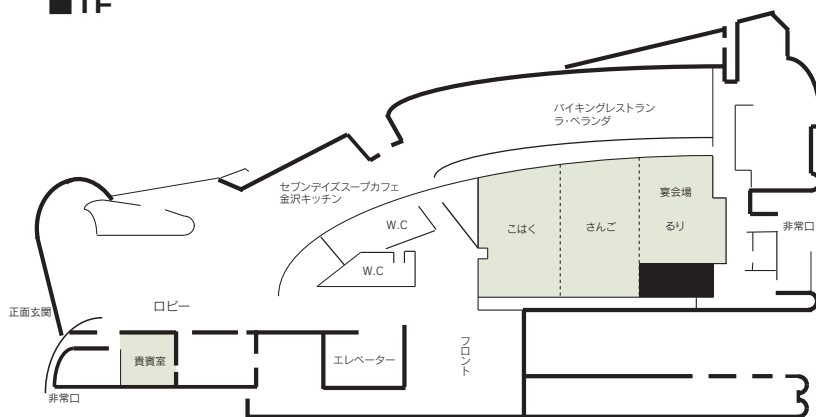 ■1F
バイキングレストラン
ラ・ベランダ
セブンデイズスープカフェ
金沢キッチン
宴会場
こはく
さんご
るり
非常口
W.C
W.C
ロビー
正面玄関
貴賓室
エレベーター
フロント
非常口